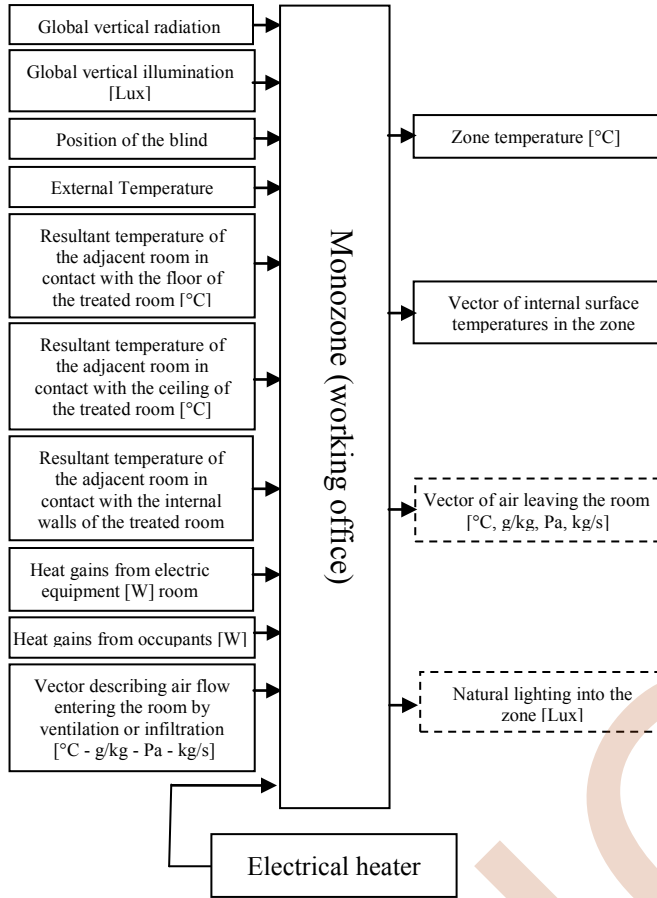 Global vertical radiation
Global vertical illumination
[Lux]
Position of the blind
External Temperature
Resultant temperature of
the adjacent room in
contact with the floor of
the treated room [°C]
Resultant temperature of
the adjacent room in
contact with the ceiling of
the treated room [°C]
Resultant temperature of
the adjacent room in
contact with the internal
walls of the treated room
Heat gains from electric
equipment [W] room
Heat gains from occupants [W]
Vector describing air flow
entering the room by
ventilation or infiltration
[°C - g/kg - Pa - kg/s]
Monozone (working office)
Zone temperature [°C]
Vector of internal surface
temperatures in the zone
Vector of air leaving the room
[°C, g/kg, Pa, kg/s]
Natural lighting into the
zone [Lux]
Electrical heater